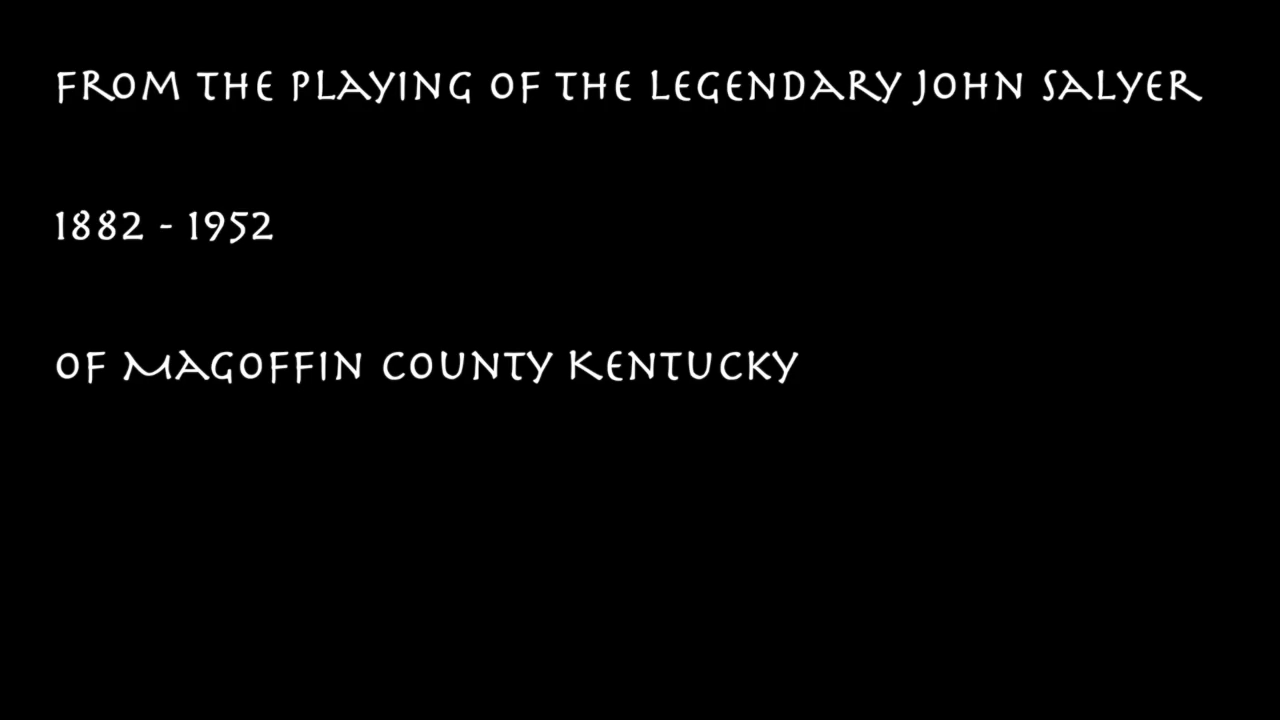 FROM THE PLAYING OF THE LEGENDARY JOHN SALYER
1882 - 1952
OF MAGOFFIN COUNTY KENTUCKY